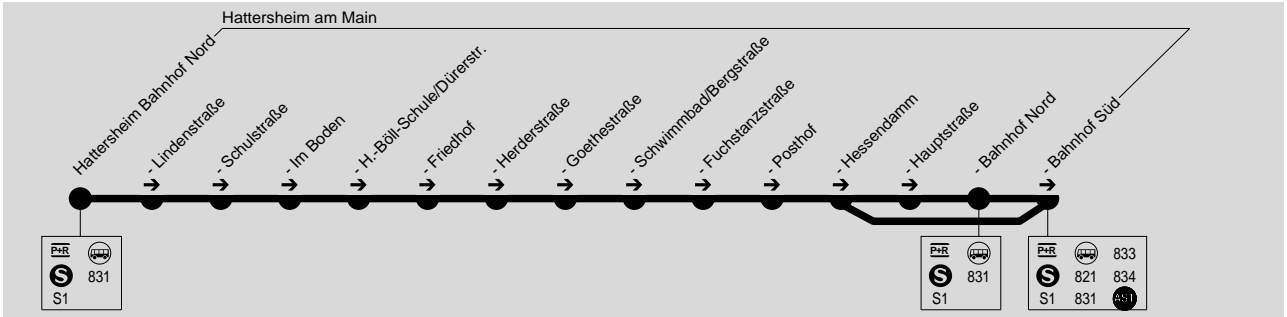 Hattersheim am Main
Hattersheim Bahnhof Nord
- Lindenstraße
- Schulstraße
- Im Boden
- H.-Böll-Schule/Dürerstr.
- Friedhof
- Herderstraße
- Goethestraße
- Schwimmbad/Bergstraße
- Fuchstanzstraße
- Posthof
- Hessendamm
- Hauptstraße
- Bahnhof Nord
- Bahnhof Süd
P+R
S 831
S1
P+R
S 831
S1
P+R 833
S 821 834
S1 831 AST